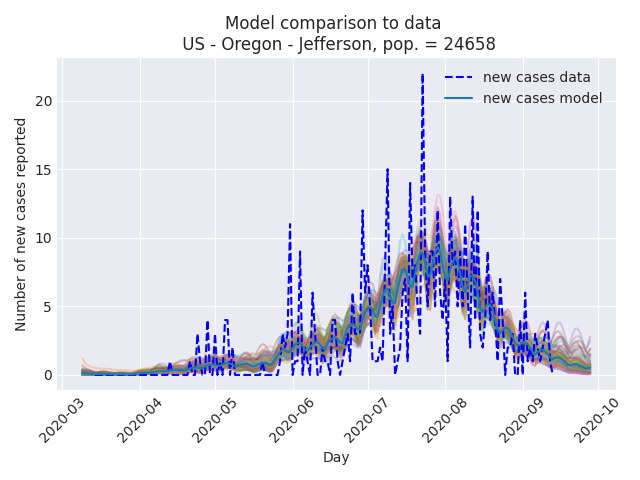 Model comparison to data
US - Oregon - Jefferson, pop. = 24658
new cases data
new cases model
Number of new cases reported
20
15
10
5
0
2020-03
2020-04
2020-05
2020-06
2020-07
2020-08
2020-09
2020-10
Day